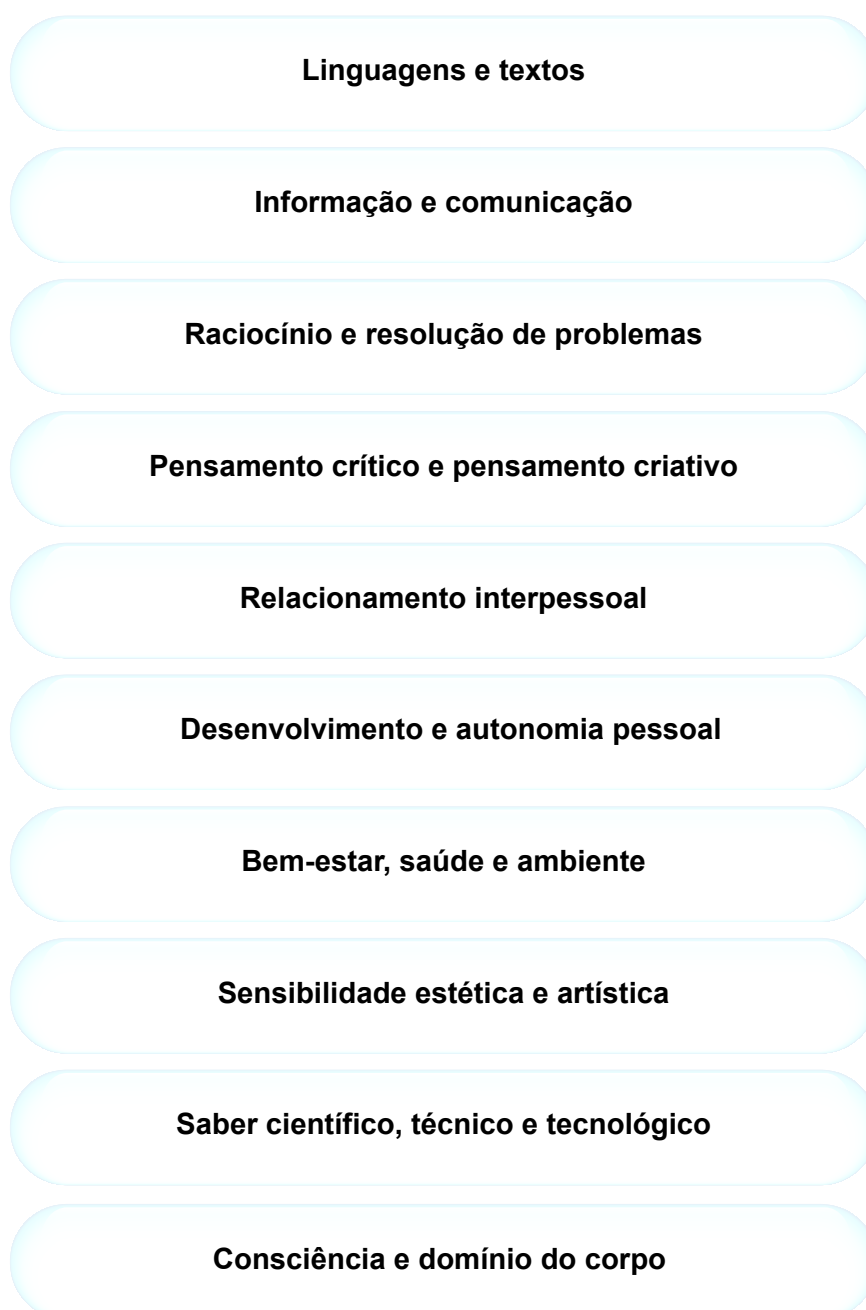 Linguagens e textos
Informação e comunicação
Raciocínio e resolução de problemas
Pensamento crítico e pensamento criativo
Relacionamento interpessoal
Desenvolvimento e autonomia pessoal
Bem-estar, saúde e ambiente
Sensibilidade estética e artística
Saber científico, técnico e tecnológico
Consciência e domínio do corpo